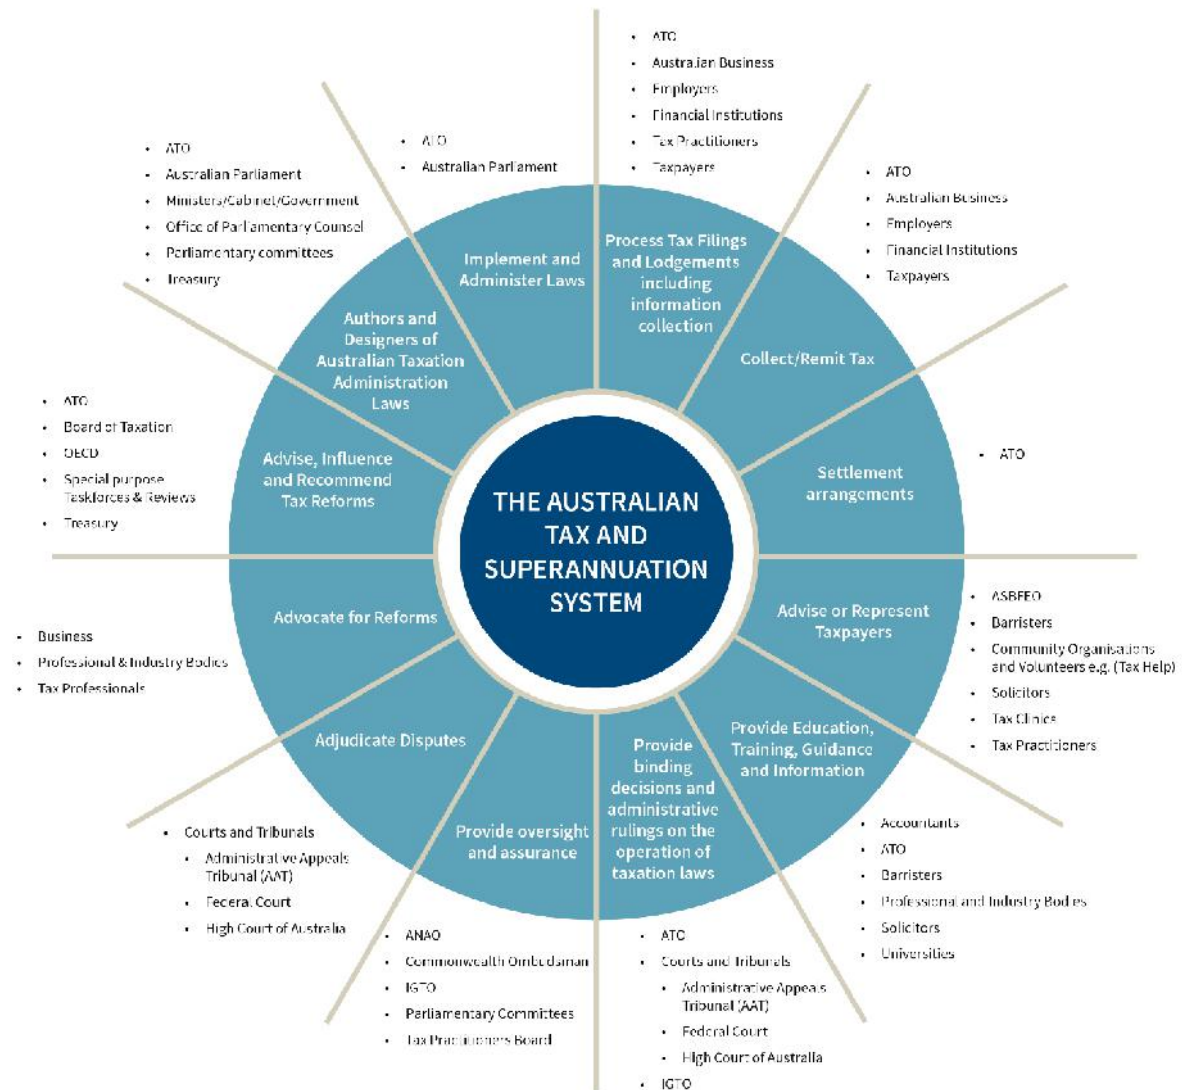 • ATO
• Australian Business
• Employers
• Financial Institutions
• Tax Practitioners
• Taxpayers
• ATO
• Australian Parliament
• ATO
• Australian Parliament
• Ministers/Cabinet/Government
• Office of Parliamentary Counsel
• Parliamentary committees
• Treasury
• ATO
• Australian Business
• Employers
• Financial Institutions
• Taxpayers
Process Tax Filings
and Lodgements
including
information
collection
Implement and
Administer Laws
Authors and
Designers of
Australian Taxation
Administration
Laws
Collect/Remit Tax
• ATO
• Board of Taxation
• OECD
• Special purpose
Taskforces & Reviews
• Treasury
Advise, Influence
and Recommend
Tax Reforms
Settlement
arrangements
• ATO
THE AUSTRALIAN
TAX AND
SUPERANNUATION
SYSTEM
Advocate for Reforms
• Business
• Professional & Industry Bodies
• Tax Professionals
Advise or Represent
Taxpayers
• ASBFEO
• Barristers
• Community Organisations
and Volunteers e.g. (Tax Help)
• Solicitors
• Tax Clinics
• Tax Practitioners
Adjudicate Disputes
Provide Education,
Training, Guidance
and Information
Provide
binding
decisions and
administrative
rulings on the
operation of
taxation laws
Provide oversight
and assurance
• Courts and Tribunals
• Administrative Appeals
Tribunal (AAT)
• Federal Court
• High Court of Australia
• Accountants
• ATO
• Barristers
• Professional and Industry Bodies
• Solicitors
• Universities
• ANAO
• Commonwealth Ombudsman
• IGTO
• Parliamentary Committees
• Tax Practitioners Board
• ATO
• Courts and Tribunals
• Administrative Appeals
Tribunal (AAT)
• Federal Court
• High Court of Australia
• IGTO